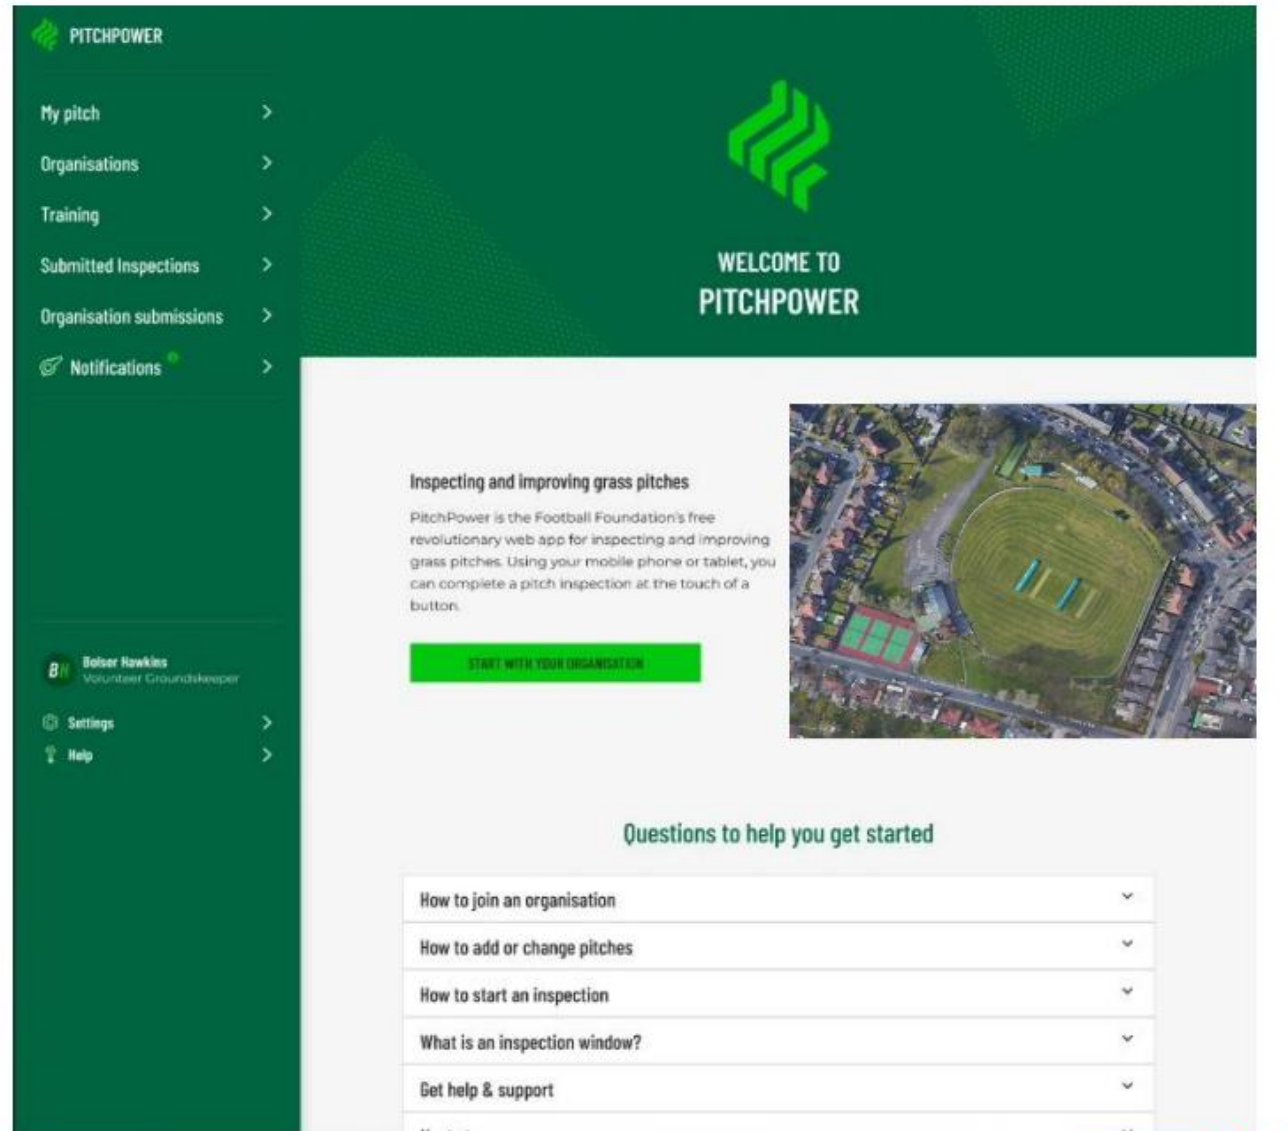 PITCHPOWER
My pitch
Organisations
Training
Submitted Inspections
Organisation submissions
Notifications
BH
Bolser Hawkins
Volunteer Groundskeeper
Settings
Help
WELCOME TO
PITCHPOWER
Inspecting and improving grass pitches
PitchPower is the Football Foundation's free
revolutionary web app for inspecting and improving
grass pitches. Using your mobile phone or tablet, you
can complete a pitch inspection at the touch of a
button.
START WITH YOUR ORGANISATION
Questions to help you get started
How to join an organisation
How to add or change pitches
How to start an inspection
What is an inspection window?
Get help & support